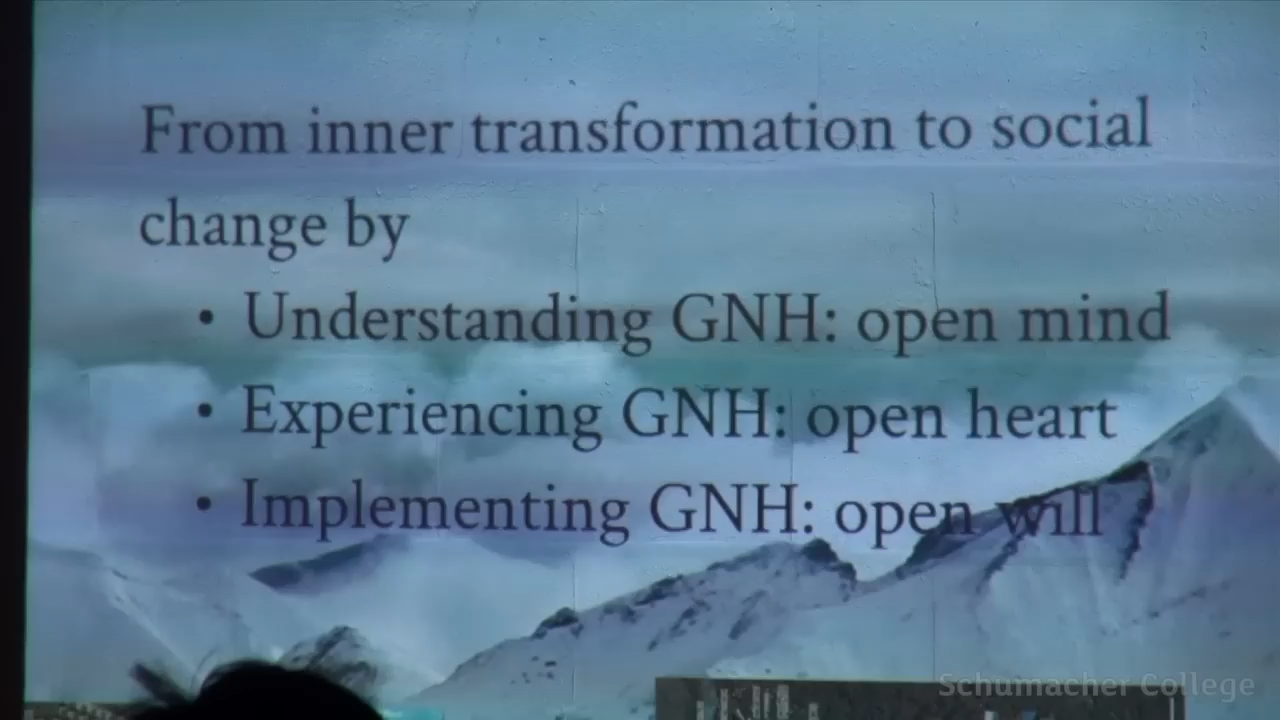 From inner transformation to social
change by
• Understanding GNH: open mind
• Experiencing GNH: open heart
• Implementing GNH: open will
Schumacher College